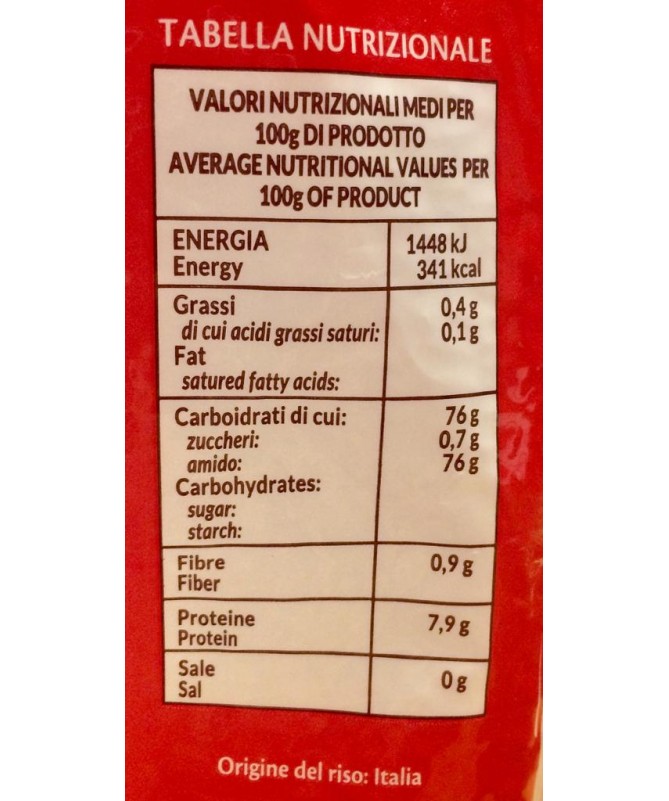 TABELLA NUTRIZIONALE
VALORI NUTRIZIONALI MEDI PER
100g DI PRODOTTO
AVERAGE NUTRITIONAL VALUES PER
100g OF PRODUCT
ENERGIA 1448 kJ
Energy 341 kcal
Grassi 0,4 g
di cui acidi grassi saturi: 0,1 g
Fat
satured fatty acids:
Carboidrati di cui: 76 g
zuccheri: 0,7 g
amido: 76 g
Carbohydrates:
sugar:
starch:
Fibre 0,9 g
Fiber
Proteine 7,9 g
Protein
Sale 0 g
Sal
Origine del riso: Italia